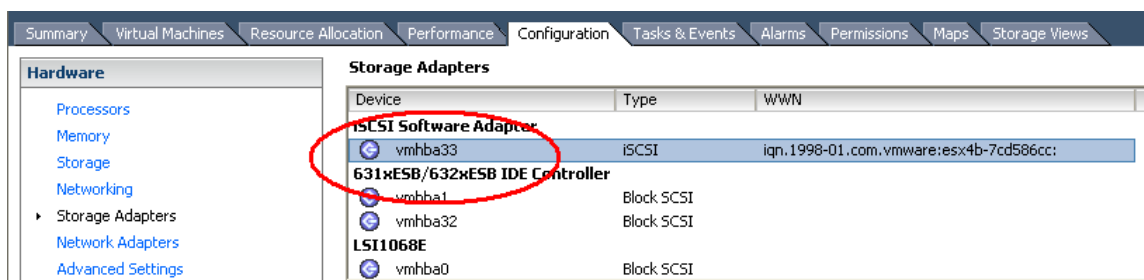 Summary Virtual Machines Resource Allocation Performance Configuration Tasks & Events Alarms Permissions Maps Storage Views
Hardware
Processors
Memory
Storage
Networking
Storage Adapters
Network Adapters
Advanced Settings
Storage Adapters
Device Type WWN
iSCSI Software Adapter
vmhba33 iSCSI iqn.1998-01.com.vmware:esx4b-7cd586cc:
631xESB/632xESB IDE Controller
vmhba1 Block SCSI
vmhba32 Block SCSI
LSI1068E
vmhba0 Block SCSI